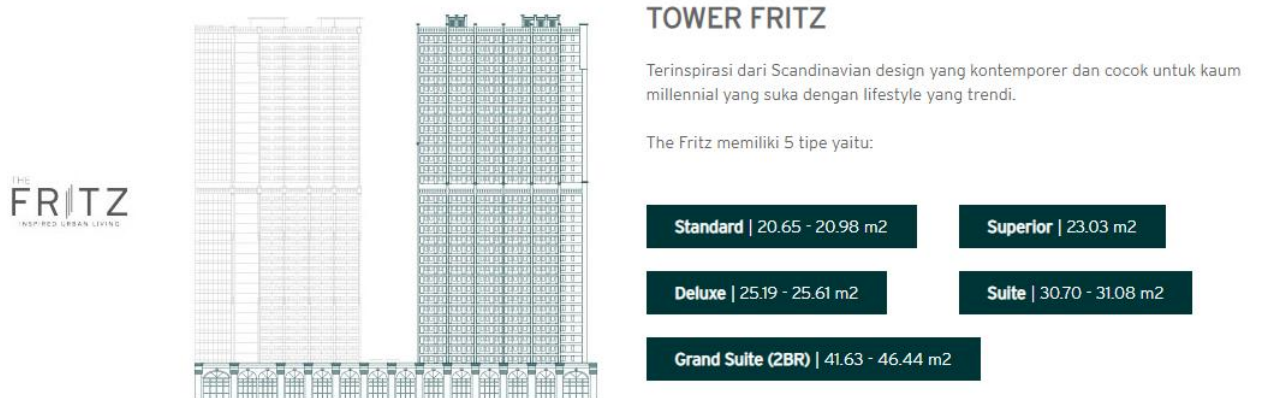 THE
FRITZ
INSPIRED URBAN LIVING
TOWER FRITZ
Terinspirasi dari Scandinavian design yang kontemporer dan cocok untuk kaum
millennial yang suka dengan lifestyle yang trendi.
The Fritz memiliki 5 tipe yaitu:
Standard | 20.65 - 20.98 m2
Superior | 23.03 m2
Deluxe | 25.19 - 25.61 m2
Suite | 30.70 - 31.08 m2
Grand Suite (2BR) | 41.63 - 46.44 m2